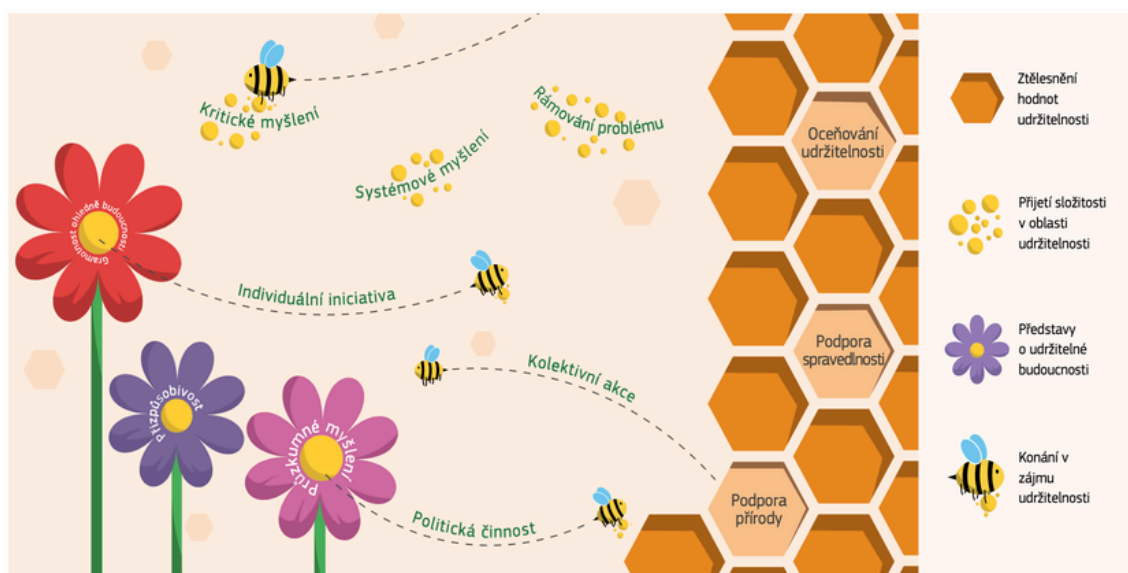 Kritické myšlení
Rámování problému
Systémové myšlení
Oceňování
udržitelnosti
Gramotnost ohledně budoucnosti
Individuální iniciativa
Kolektivní akce
Podpora
spravedlnosti
Přizpůsobivost
Průzkumné myšlení
Politická činnost
Podpora
přírody
Ztělesnění
hodnot
udržitelnosti
Přijetí složitosti
v oblasti
udržitelnosti
Představy
o udržitelné
budoucnosti
Konání v
zájmu
udržitelnosti